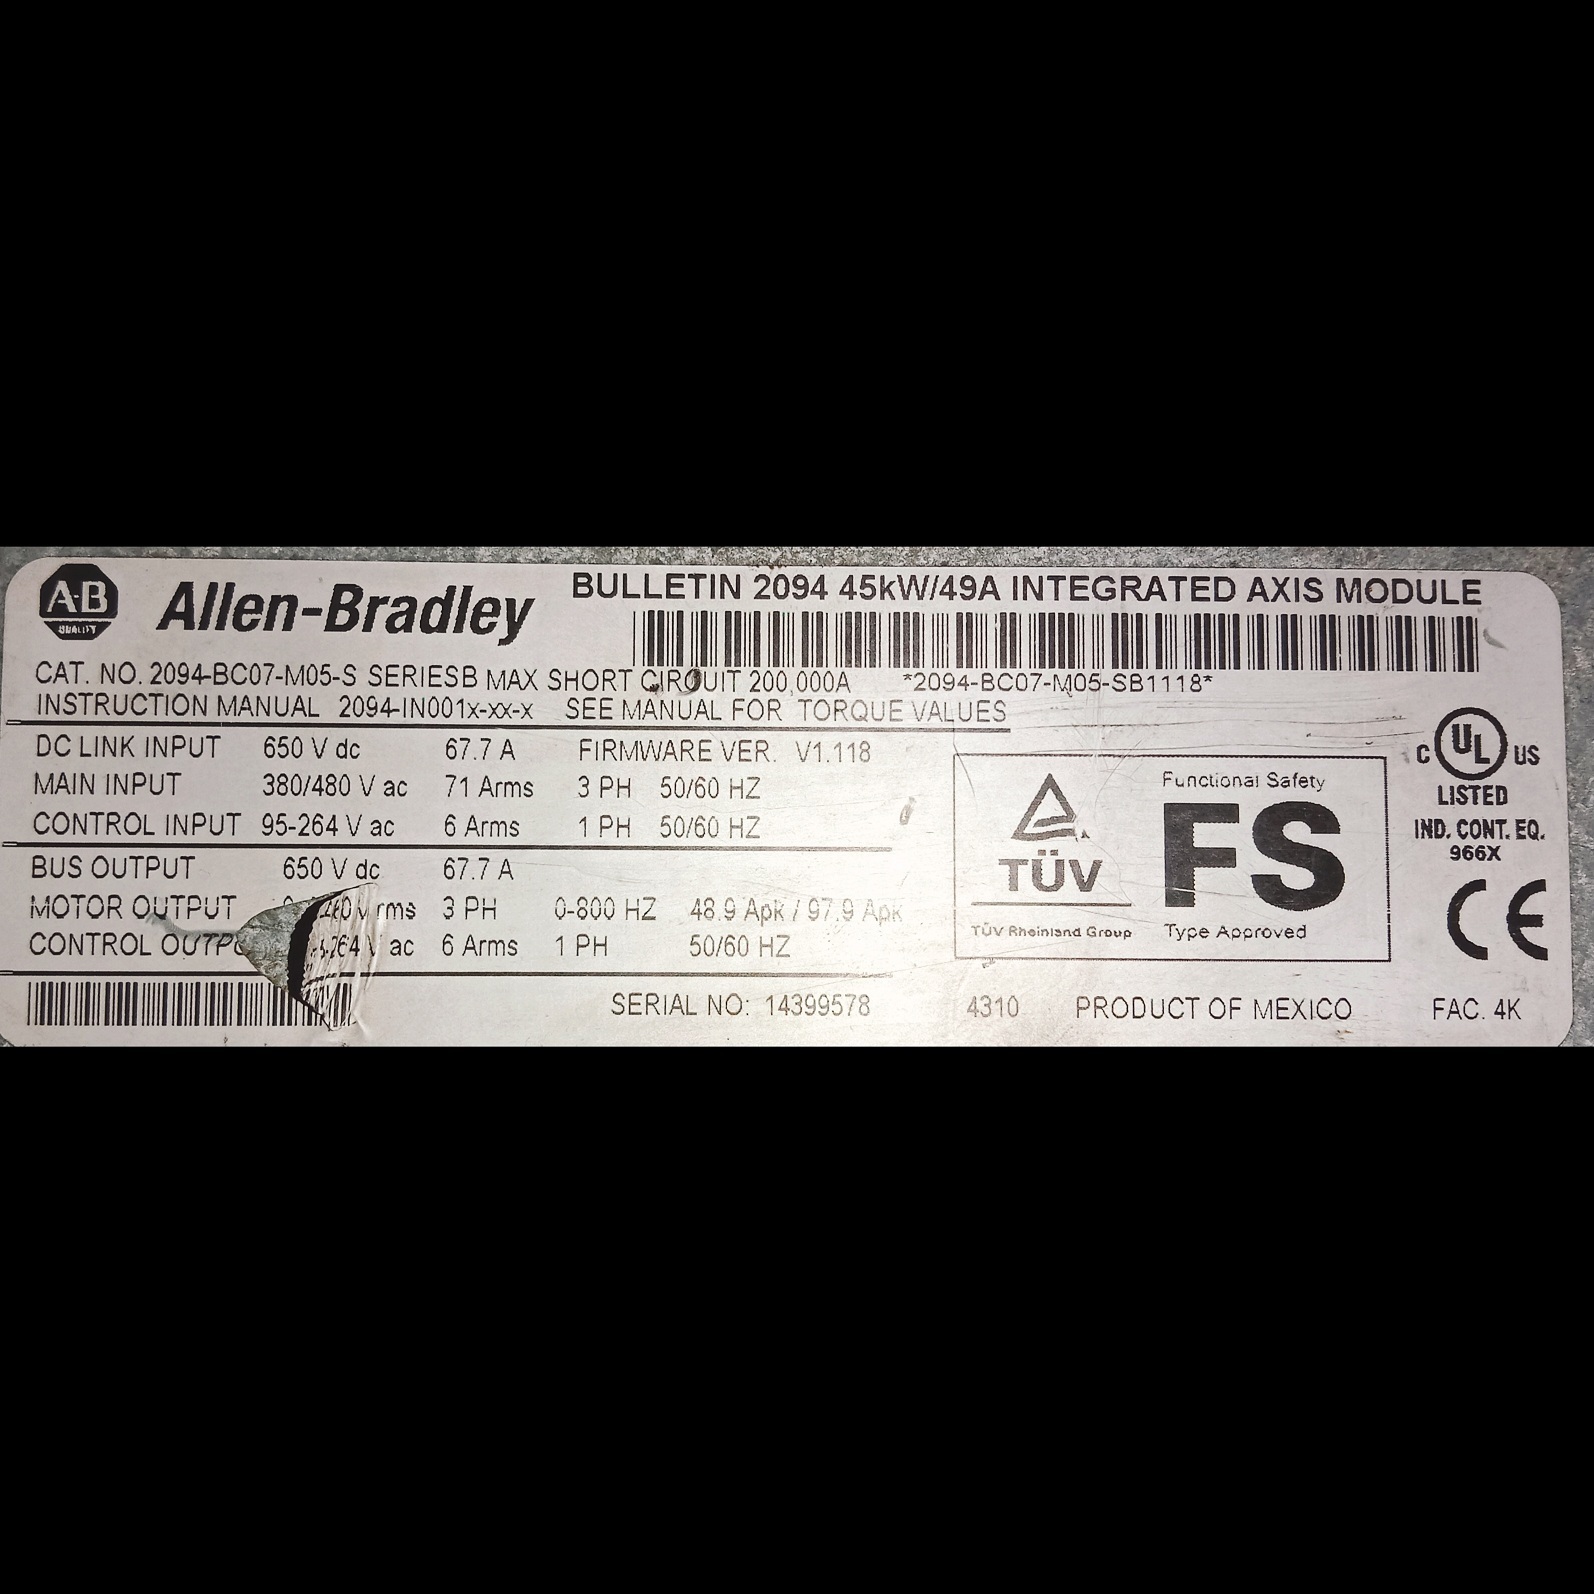 A-B
QUALITY
Allen-Bradley
BULLETIN 2094 45kW/49A INTEGRATED AXIS MODULE
CAT. NO. 2094-BC07-M05-S SERIESB MAX SHORT CIRCUIT 200,000A *2094-BC07-M05-SB1118*
INSTRUCTION MANUAL 2094-IN001x-xx-x SEE MANUAL FOR TORQUE VALUES
DC LINK INPUT 650 V dc 67.7 A FIRMWARE VER. V1.118
MAIN INPUT 380/480 V ac 71 Arms 3 PH 50/60 HZ
CONTROL INPUT 95-264 V ac 6 Arms 1 PH 50/60 HZ
BUS OUTPUT 650 V dc 67.7 A
MOTOR OUTPUT V rms 3 PH 0-800 HZ 48.9 Apk / 97.9 Apk
CONTROL V ac 6 Arms 1 PH 50/60 HZ
SERIAL NO: 14399578 4310 PRODUCT OF MEXICO FAC. 4K
TÜV
TÜV Rheinland Group
Functional Safety
FS
Type Approved
C UL US
LISTED
IND. CONT. EQ.
966X
CE